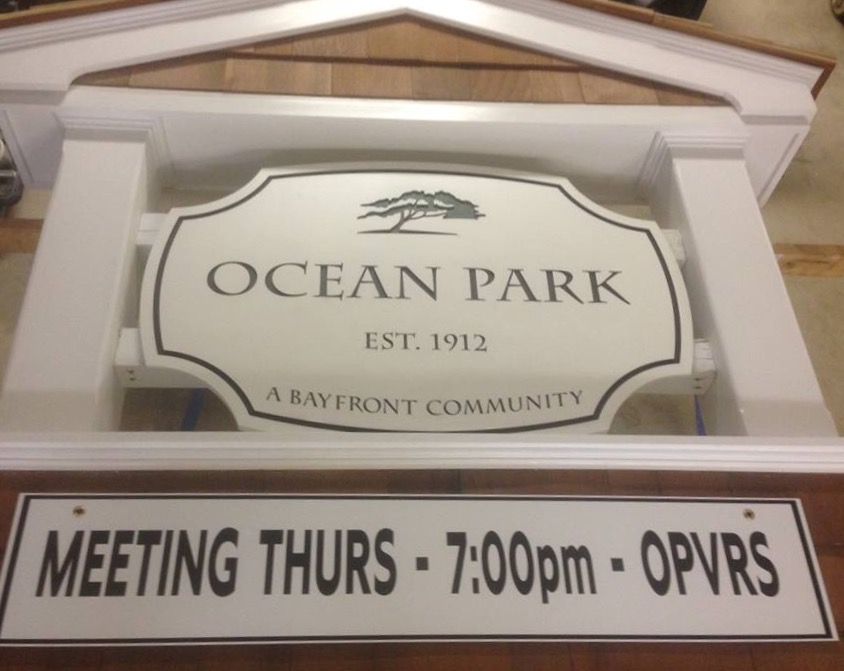 OCEAN PARK
EST. 1912
A BAYFRONT COMMUNITY
MEETING THURS - 7:00pm - OPVRS